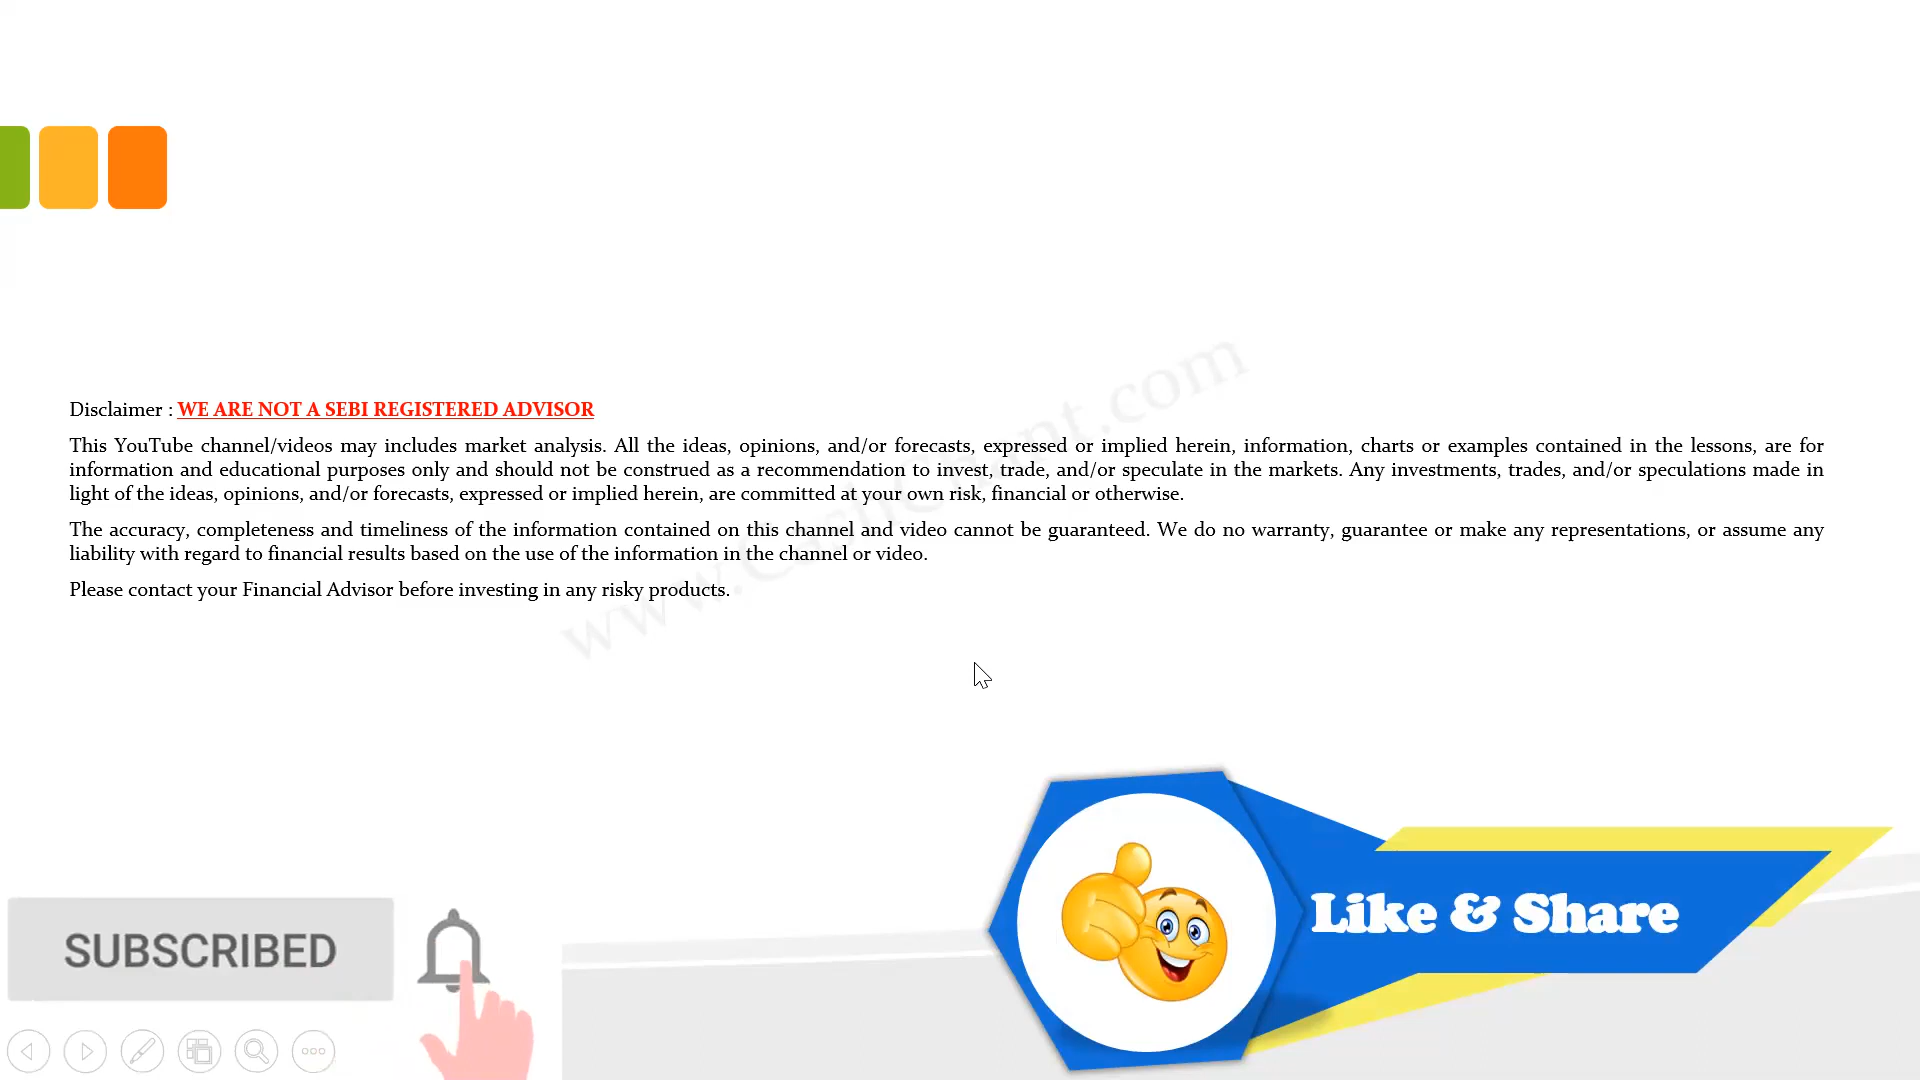 Disclaimer : WE ARE NOT A SEBI REGISTERED ADVISOR
This YouTube channel/videos may includes market analysis. All the ideas, opinions, and/or forecasts, expressed or implied herein, information, charts or examples contained in the lessons, are for
information and educational purposes only and should not be construed as a recommendation to invest, trade, and/or speculate in the markets. Any investments, trades, and/or speculations made in
light of the ideas, opinions, and/or forecasts, expressed or implied herein, are committed at your own risk, financial or otherwise.
The accuracy, completeness and timeliness of the information contained on this channel and video cannot be guaranteed. We do no warranty, guarantee or make any representations, or assume any
liability with regard to financial results based on the use of the information in the channel or video.
Please contact your Financial Advisor before investing in any risky products.
Like & Share
SUBSCRIBED